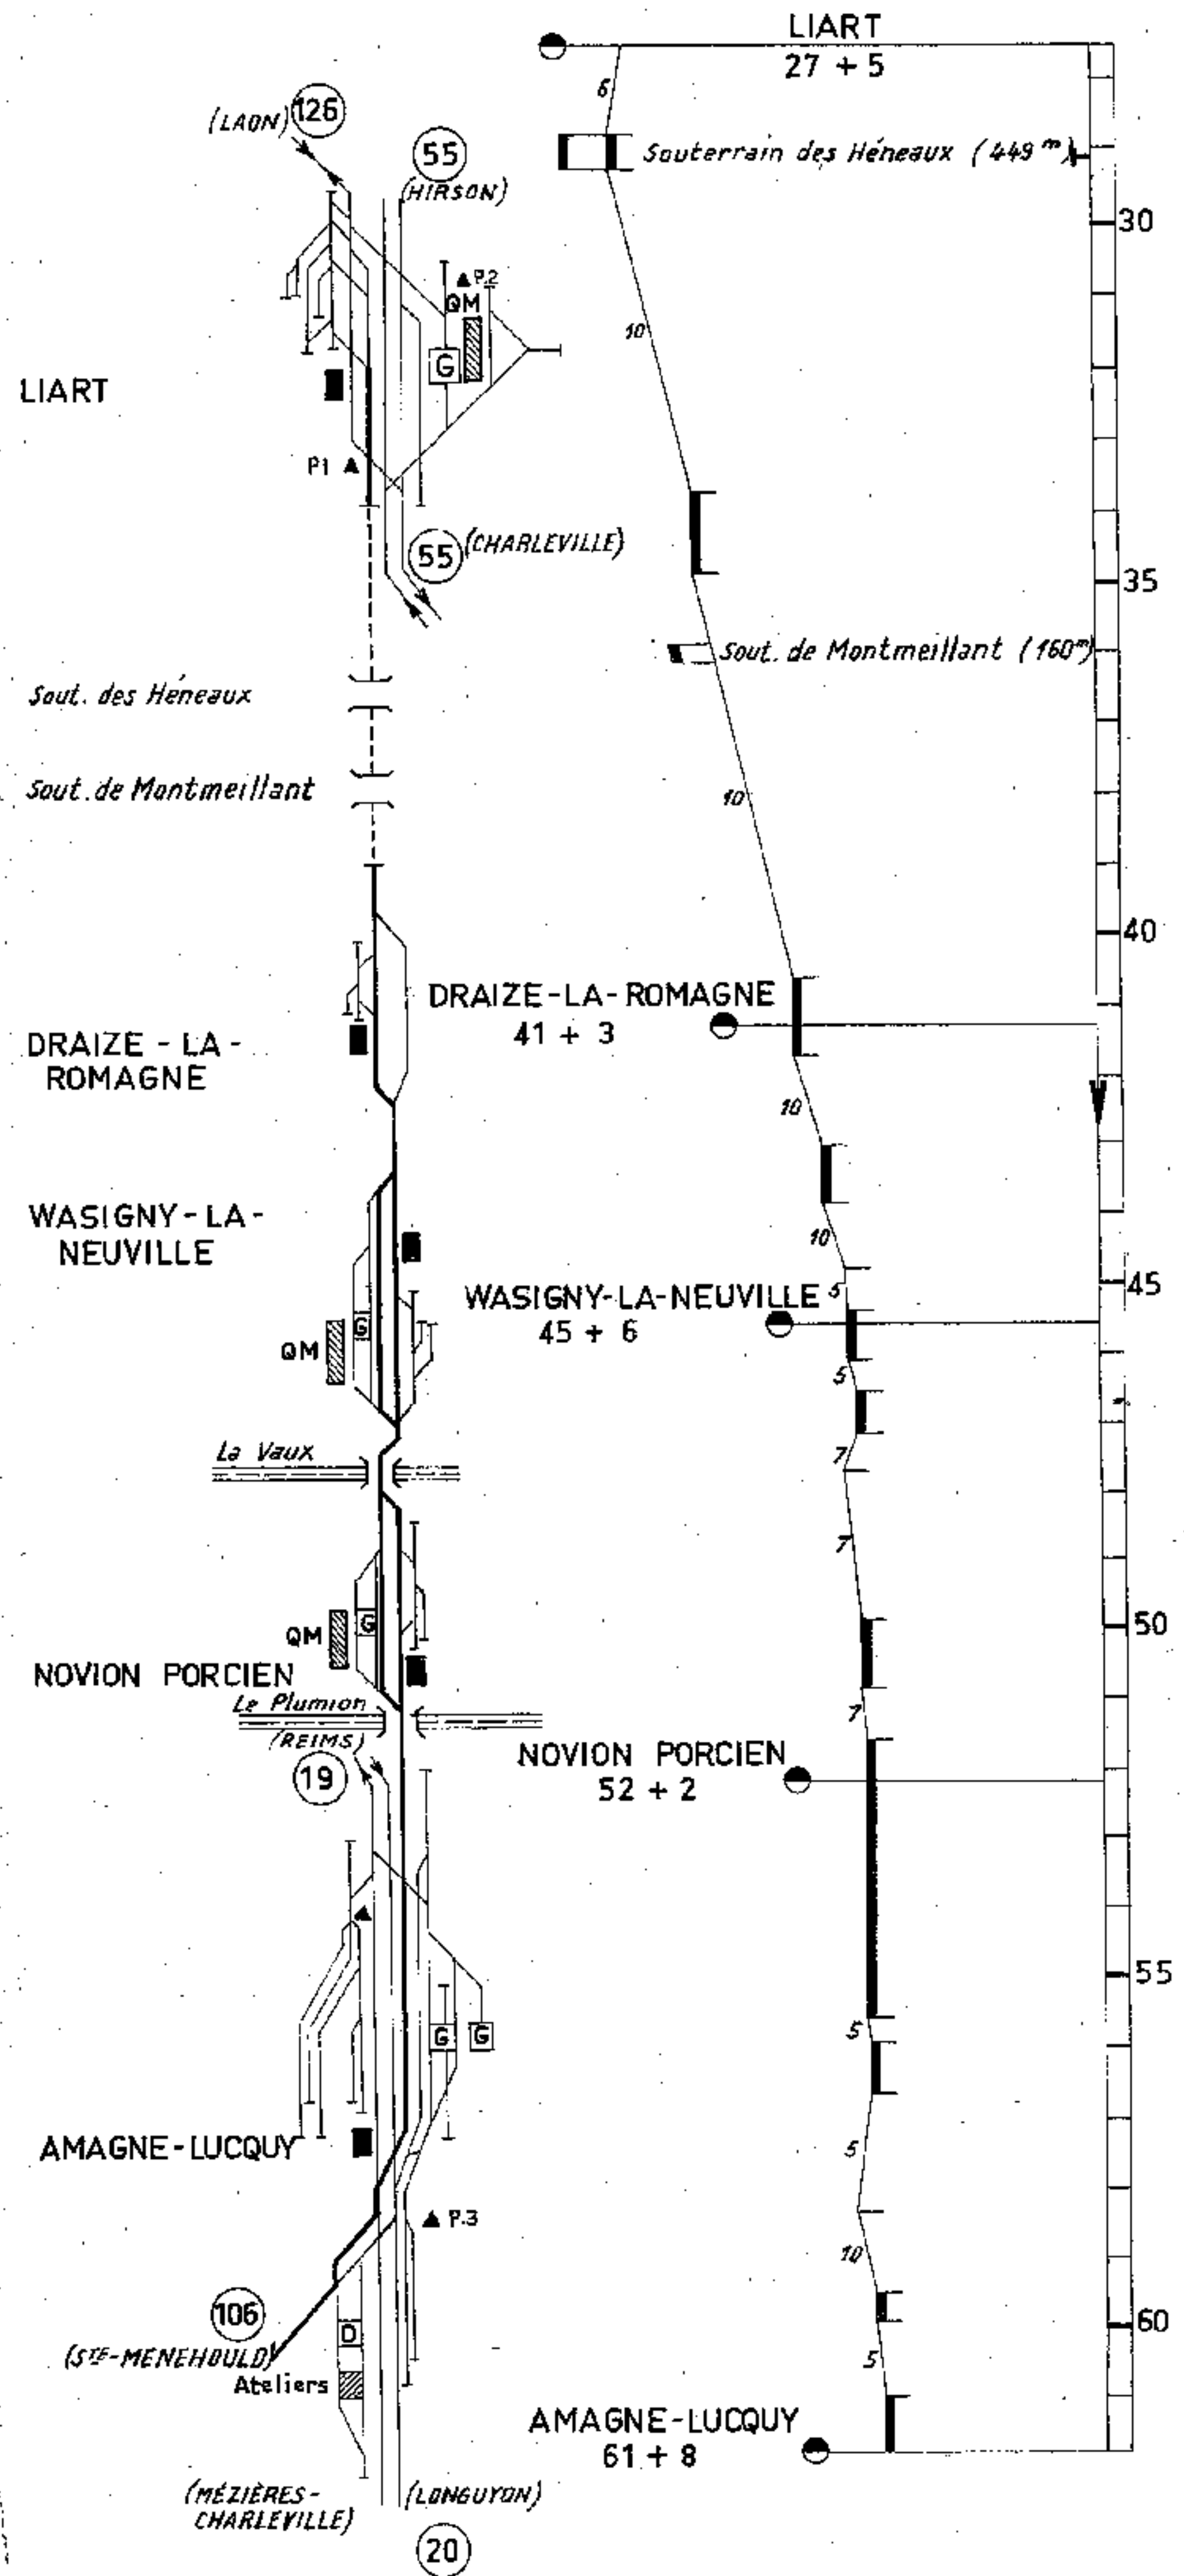 LIART
27 + 5
6
Souterrain des Héneaux (449 m)
30
10
35
Sout. de Montmeillant (160m)
10
40
DRAIZE-LA-ROMAGNE
41 + 3
10
10
5
45
WASIGNY-LA-NEUVILLE
45 + 6
5
7
7
50
7
NOVION PORCIEN
52 + 2
55
5
5
10
60
5
AMAGNE-LUCQUY
61 + 8
(LAON)
126
55
(HIRSON)
P.2
QM
G
LIART
P1
55
(CHARLEVILLE)
Sout. des Héneaux
Sout. de Montmeillant
DRAIZE - LA -
ROMAGNE
WASIGNY - LA -
NEUVILLE
G
QM
La Vaux
G
QM
NOVION PORCIEN
Le Plumion
(REIMS)
19
G
G
AMAGNE-LUCQUY
P.3
106
(STE-MENEHOULD)
D
Ateliers
(MÉZIÈRES-
CHARLEVILLE)
(LONGUYON)
20